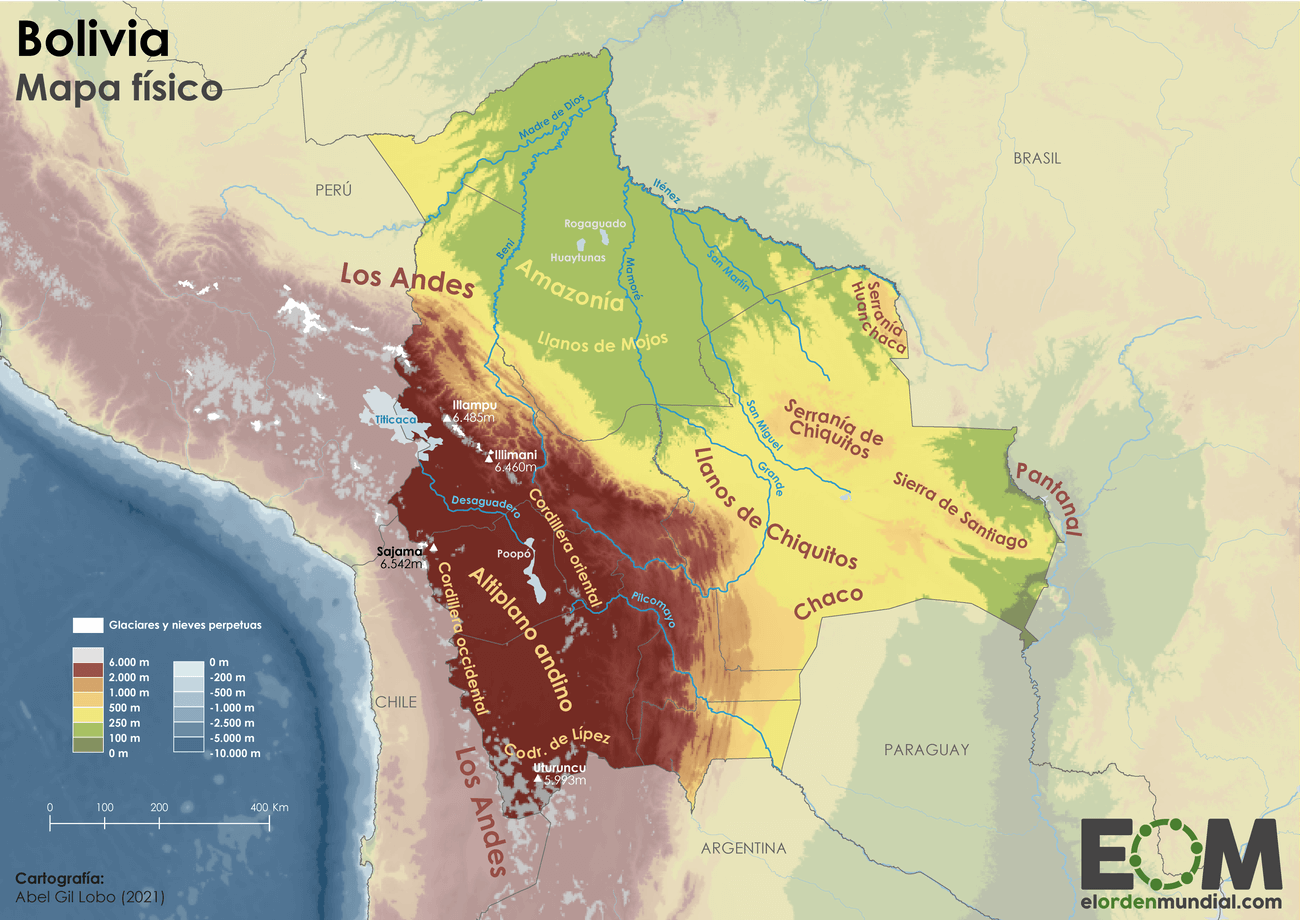 Bolivia
Mapa físico
BRASIL
PERÚ
Madre de Dios
Iténez
Rogaguado
Huaytunas
Beni
Mamoré
San Martín
Amazonía
Llanos de Mojos
Los Andes
Serranía
Huanchaca
Titicaca
Illampu
6.485m
Illimani
6.460m
Serranía de
Chiquitos
San Miguel
Grande
Llanos de Chiquitos
Sierra de Santiago
Pantanal
Desaguadero
Cordillera oriental
Sajama
6.542m
Poopó
Altiplano andino
Cordillera occidental
Pilcomayo
Chaco
Glaciares y nieves perpetuas
6.000 m
2.000 m
1.000 m
500 m
250 m
100 m
0 m
0 m
-200 m
-500 m
-1.000 m
-2.500 m
-5.000 m
-10.000 m
CHILE
Codr. de Lípez
Uturuncu
5.993m
Los Andes
PARAGUAY
ARGENTINA
0 100 200 400 Km
Cartografía:
Abel Gil Lobo (2021)
EOM
elordenmundial.com